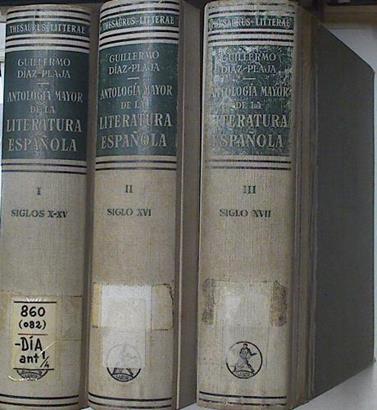 THESAURUS-LITTERAE
GUILLERMO
DÍAZ-PLAJA
ANTOLOGÍA MAYOR
DE LA
LITERATURA
ESPAÑOLA
I
SIGLOS X-XV
860
(082)
-DÍA
ant 1/4
THESAURUS-LITTERAE
GUILLERMO
DÍAZ-PLAJA
ANTOLOGÍA MAYOR
DE LA
LITERATURA
ESPAÑOLA
II
SIGLO XVI
THESAURUS-LITTERAE
GUILLERMO
DÍAZ-PLAJA
ANTOLOGÍA MAYOR
DE LA
LITERATURA
ESPAÑOLA
III
SIGLO XVII